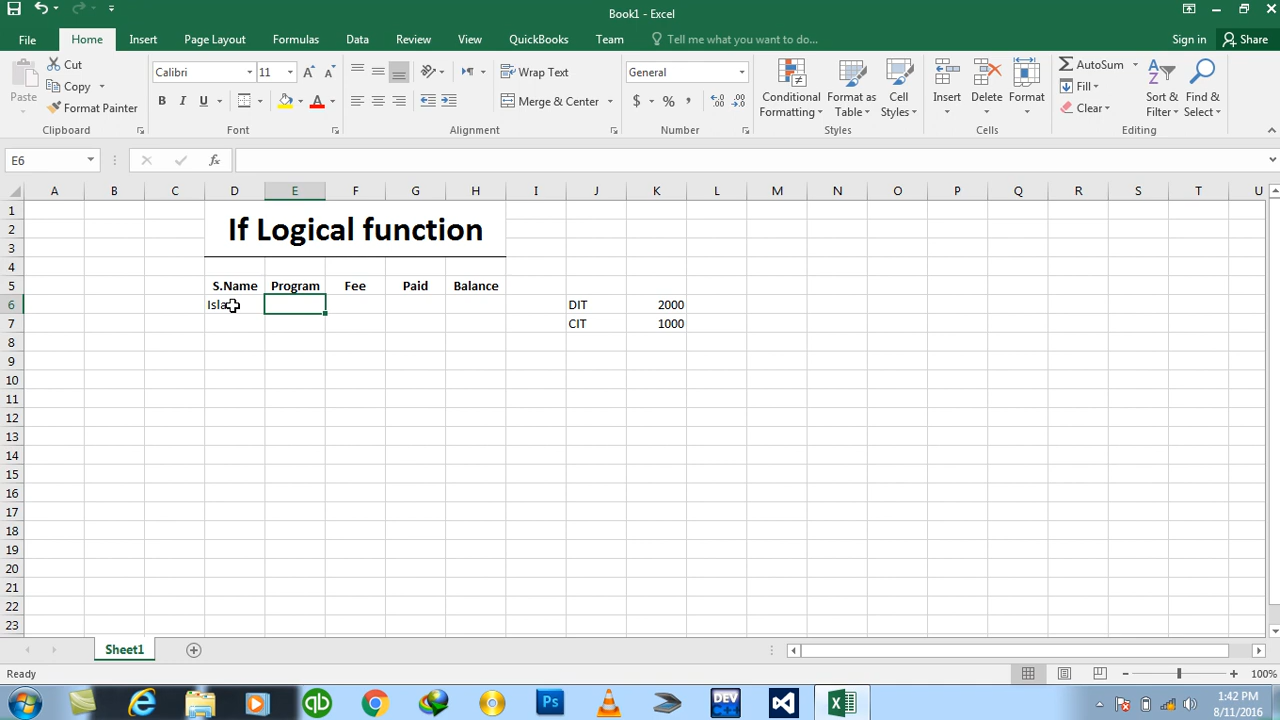 Book1 - Excel
File Home Insert Page Layout Formulas Data Review View QuickBooks Team Tell me what you want to do... Sign in Share
Paste Cut Copy Format Painter Clipboard
Calibri 11 B I U A Font
Wrap Text Merge & Center Alignment
General $ % , Number
Conditional Formatting Format as Table Cell Styles Styles
Insert Delete Format Cells
AutoSum Fill Clear Sort & Filter Find & Select Editing
E6 fx
A B C D E F G H I J K L M N O P Q R S T U
1
2 If Logical function
3
4
5 S.Name Program Fee Paid Balance
6 DIT 2000
7 CIT 1000
8
9
10
11
12
13
14
15
16
17
18
19
20
21
22
23
Sheet1
Ready 100%
qb Ps DEV C++ 1:42 PM
8/11/2016